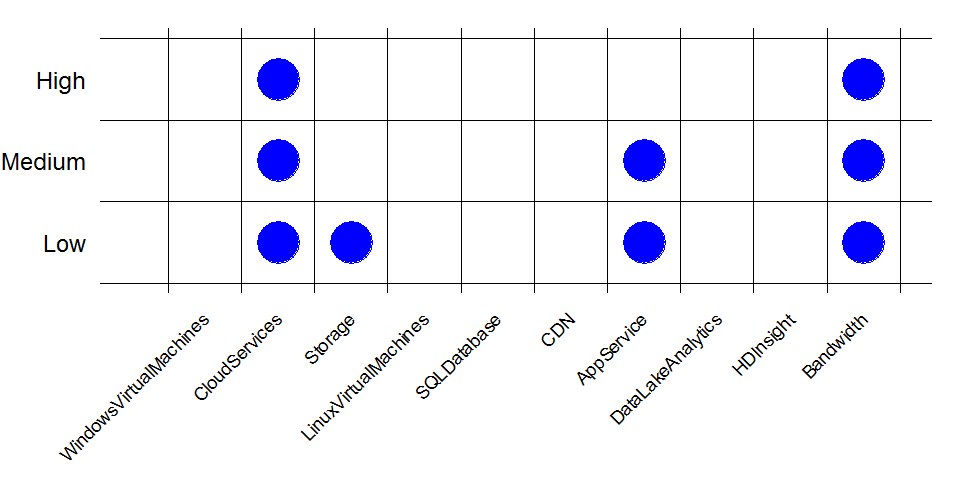 High
Medium
Low
WindowsVirtualMachines
CloudServices
Storage
LinuxVirtualMachines
SQLDatabase
CDN
AppService
DataLakeAnalytics
HDInsight
Bandwidth